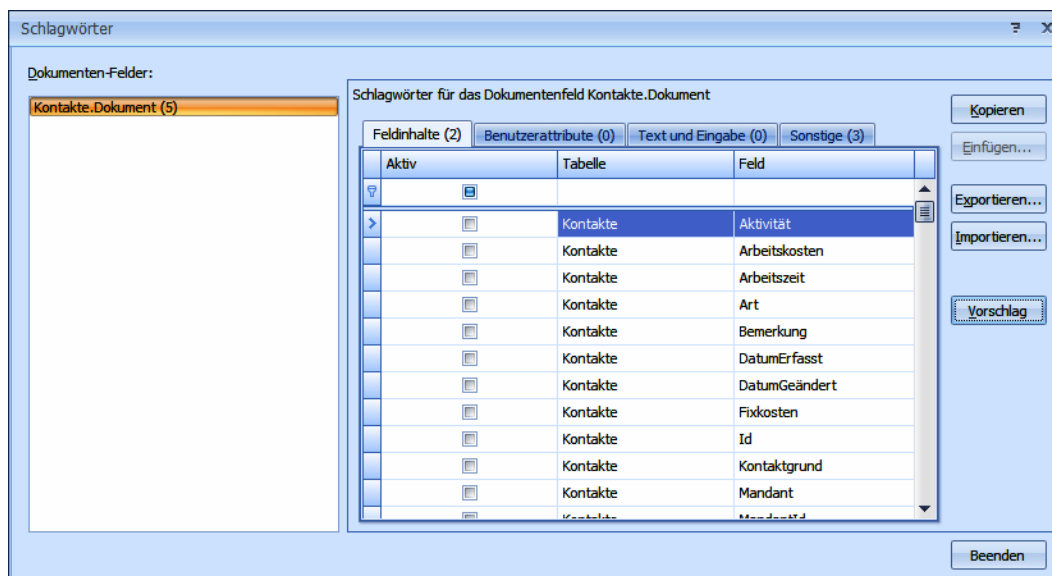 Schlagwörter
Dokumenten-Felder:
Kontakte.Dokument (5)
Schlagwörter für das Dokumentenfeld Kontakte.Dokument
Feldinhalte (2) Benutzerattribute (0) Text und Eingabe (0) Sonstige (3)
Aktiv Tabelle Feld
Kontakte Aktivität
Kontakte Arbeitskosten
Kontakte Arbeitszeit
Kontakte Art
Kontakte Bemerkung
Kontakte DatumErfasst
Kontakte DatumGeändert
Kontakte Fixkosten
Kontakte Id
Kontakte Kontaktgrund
Kontakte Mandant
Kontakte MandantId
Kopieren
Einfügen...
Exportieren...
Importieren...
Vorschlag
Beenden